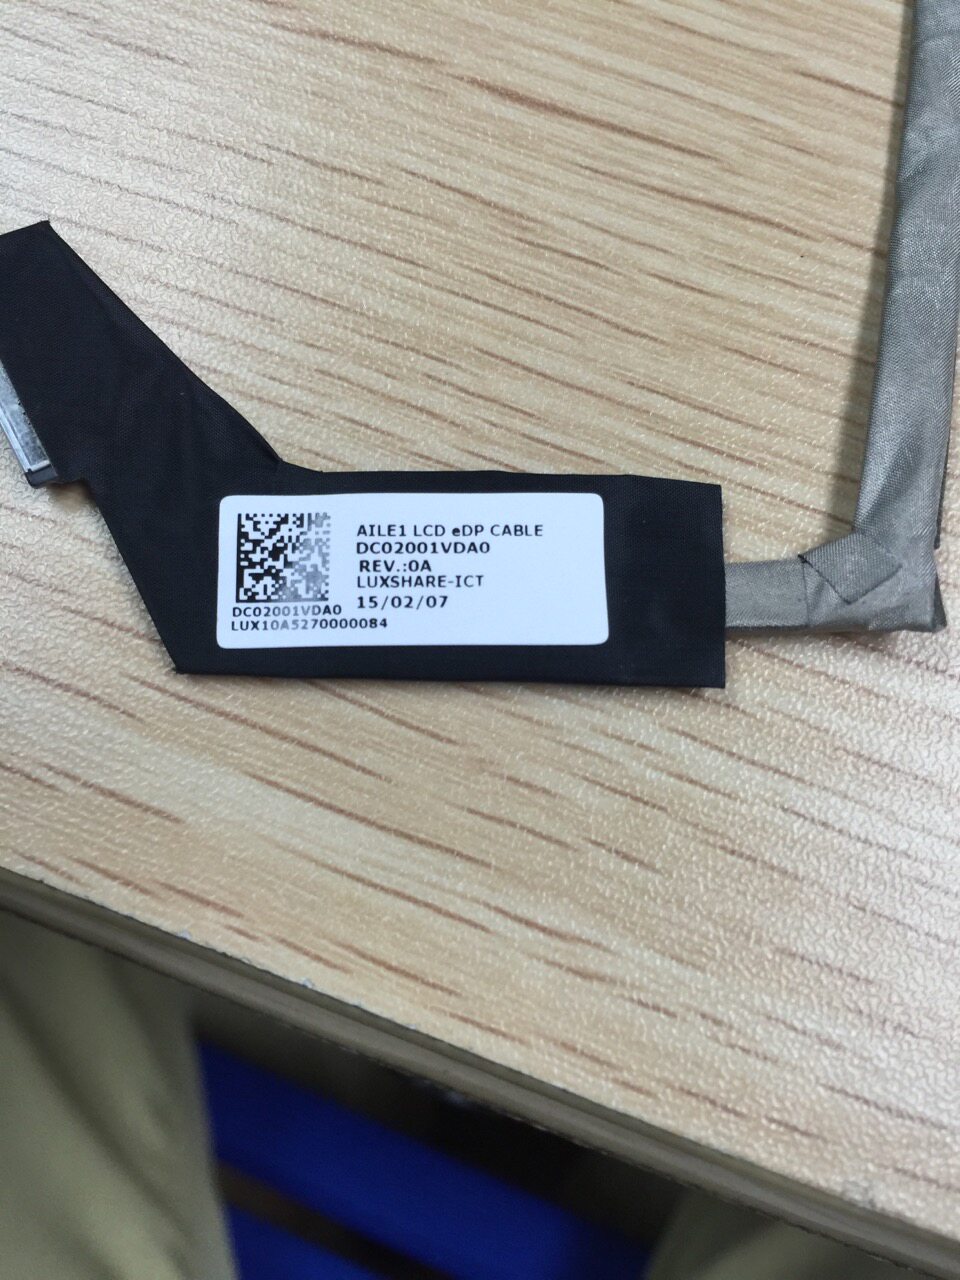 AILE1 LCD eDP CABLE
DC02001VDA0
REV.:0A
LUXSHARE-ICT
15/02/07
DC02001VDA0
LUX10A5270000084